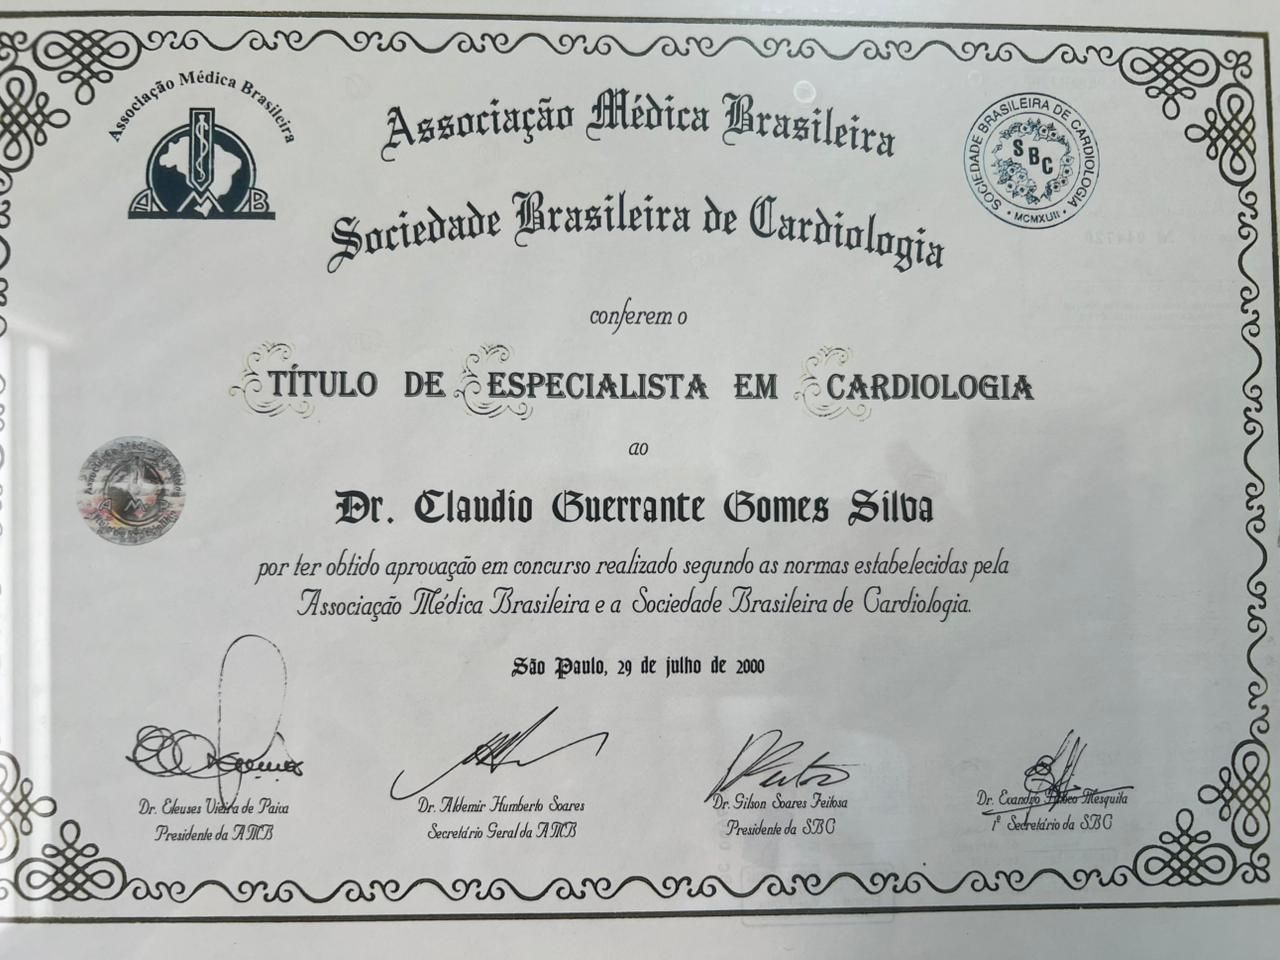 Associação Médica Brasileira
AMB
Associação Médica Brasileira
SOCIEDADE BRASILEIRA DE CARDIOLOGIA
SBC
MCMXLIII
Sociedade Brasileira de Cardiologia
conferem o
TÍTULO DE ESPECIALISTA EM CARDIOLOGIA
ao
Dr. Claudio Guerrante Gomes Silva
por ter obtido aprovação em concurso realizado segundo as normas estabelecidas pela
Associação Médica Brasileira e a Sociedade Brasileira de Cardiologia.
São Paulo, 29 de julho de 2000
Dr. Eleuses Vieira de Paiva
Presidente da AMB
Dr. Aldemir Humberto Soares
Secretário Geral da AMB
Dr. Gilson Soares Feitosa
Presidente da SBC
Dr. Evandro Tinoco Mesquita
1º Secretário da SBC